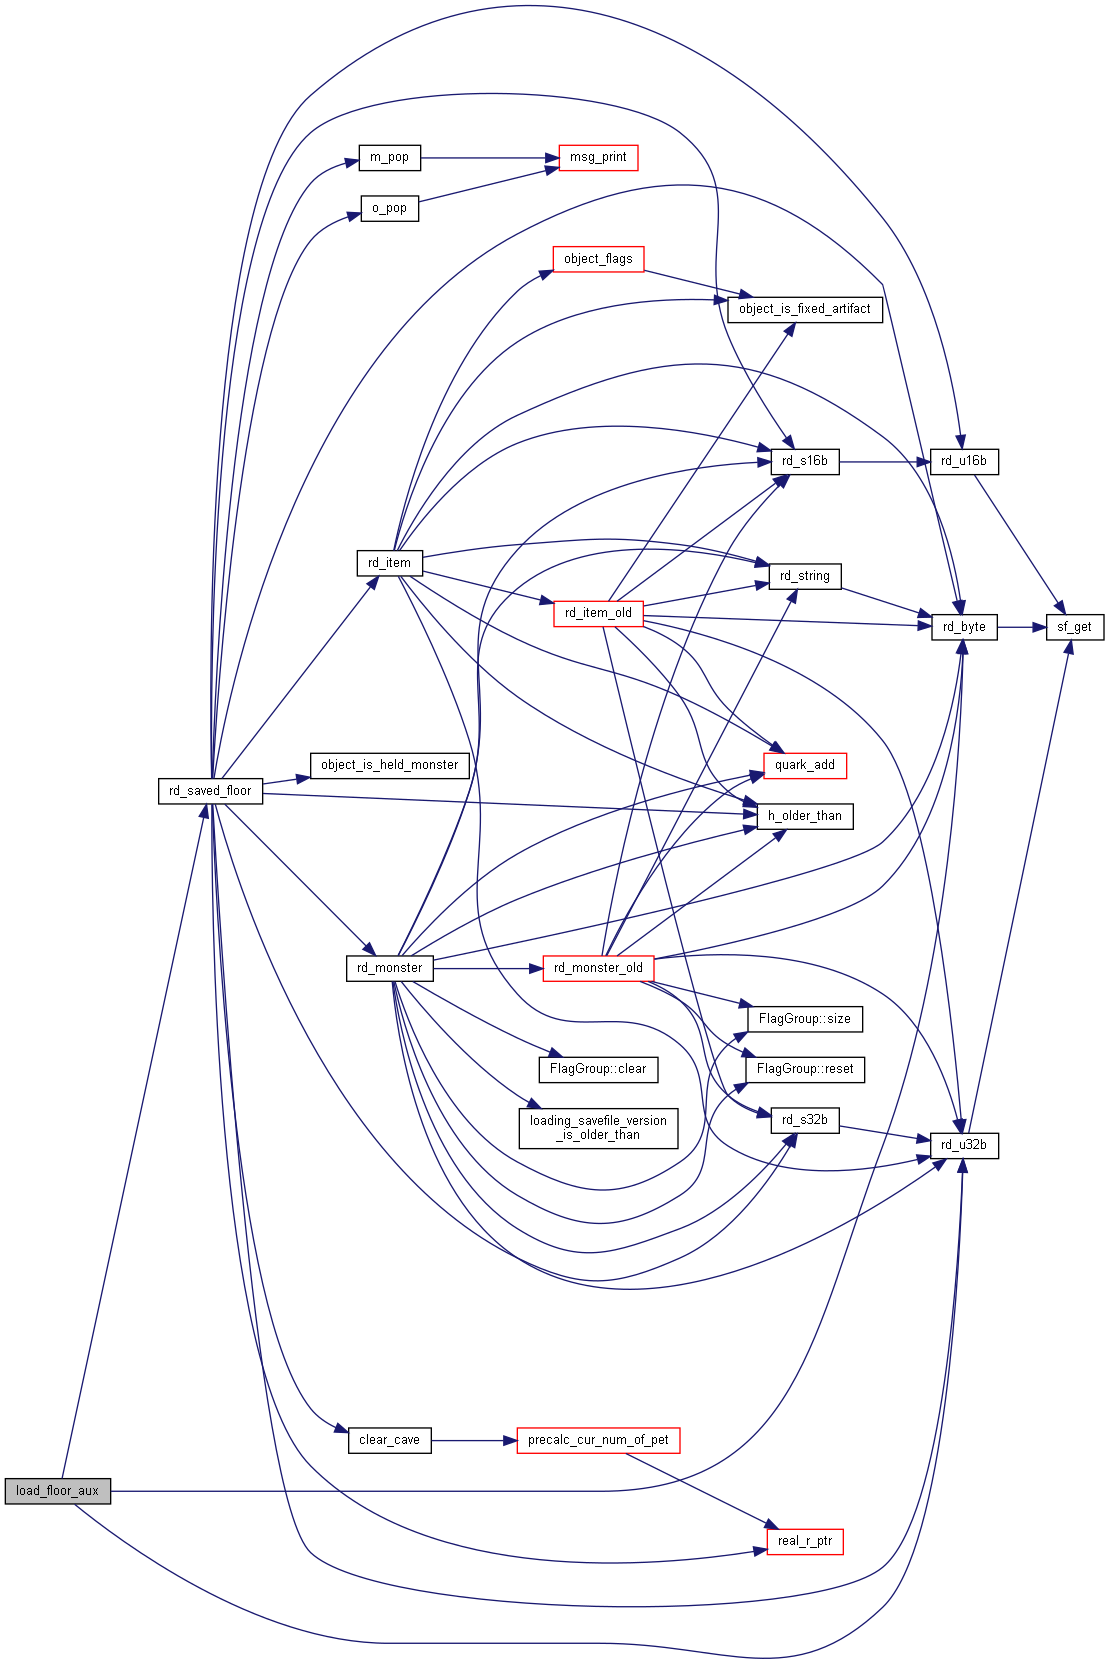 m_pop
msg_print
o_pop
object_flags
object_is_fixed_artifact
rd_s16b
rd_u16b
rd_item
rd_string
rd_item_old
rd_byte
sf_get
object_is_held_monster
quark_add
rd_saved_floor
h_older_than
rd_monster
rd_monster_old
FlagGroup::size
FlagGroup::clear
FlagGroup::reset
loading_savefile_version
_is_older_than
rd_s32b
rd_u32b
clear_cave
precalc_cur_num_of_pet
load_floor_aux
real_r_ptr